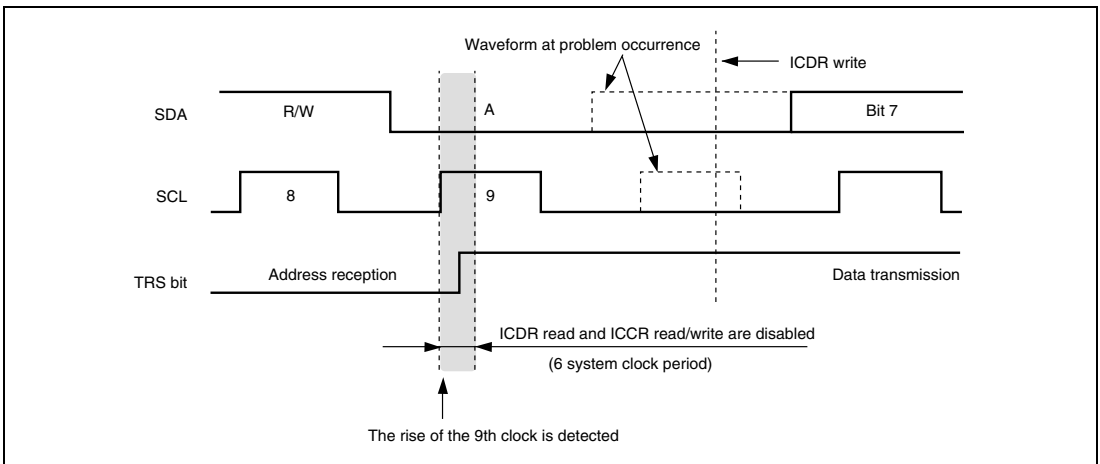 Waveform at problem occurrence
ICDR write
SDA
R/W
A
Bit 7
SCL
8
9
TRS bit
Address reception
Data transmission
ICDR read and ICCR read/write are disabled
(6 system clock period)
The rise of the 9th clock is detected